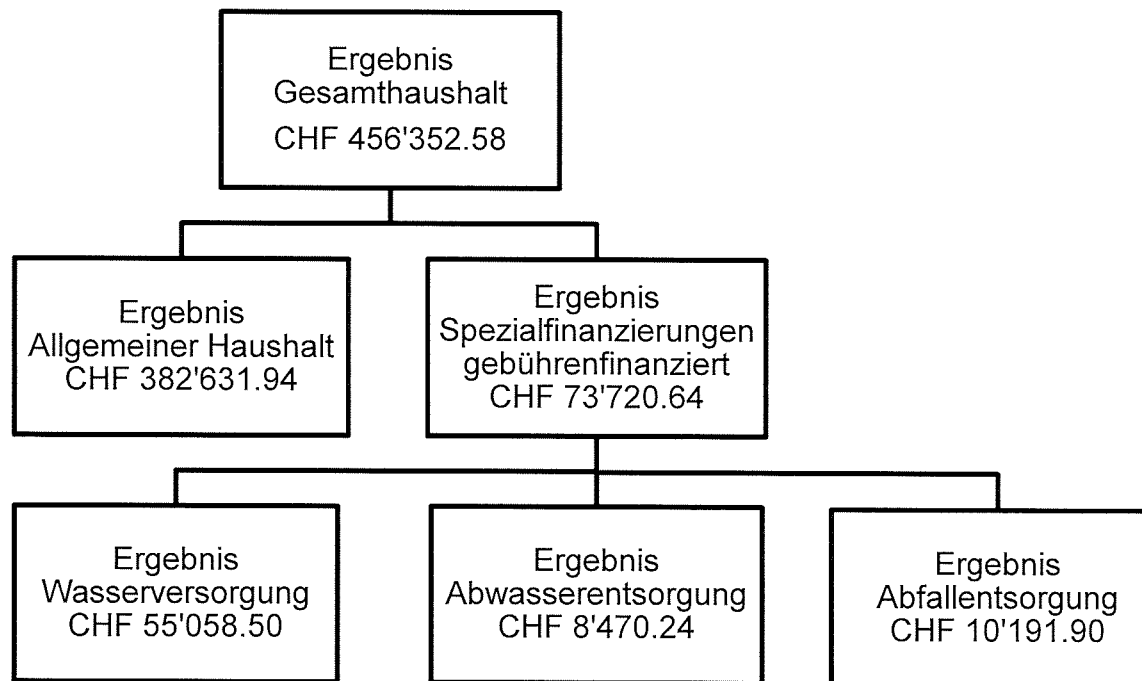 Ergebnis
Gesamthaushalt
CHF 456'352.58
Ergebnis
Allgemeiner Haushalt
CHF 382'631.94
Ergebnis
Spezialfinanzierungen
gebührenfinanziert
CHF 73'720.64
Ergebnis
Wasserversorgung
CHF 55'058.50
Ergebnis
Abwasserentsorgung
CHF 8'470.24
Ergebnis
Abfallentsorgung
CHF 10'191.90